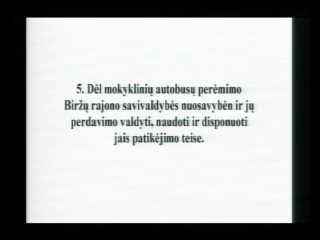 5. Dėl mokyklinių autobusų perėmimo
Biržų rajono savivaldybės nuosavybėn ir jų
perdavimo valdyti, naudoti ir disponuoti
jais patikėjimo teise.